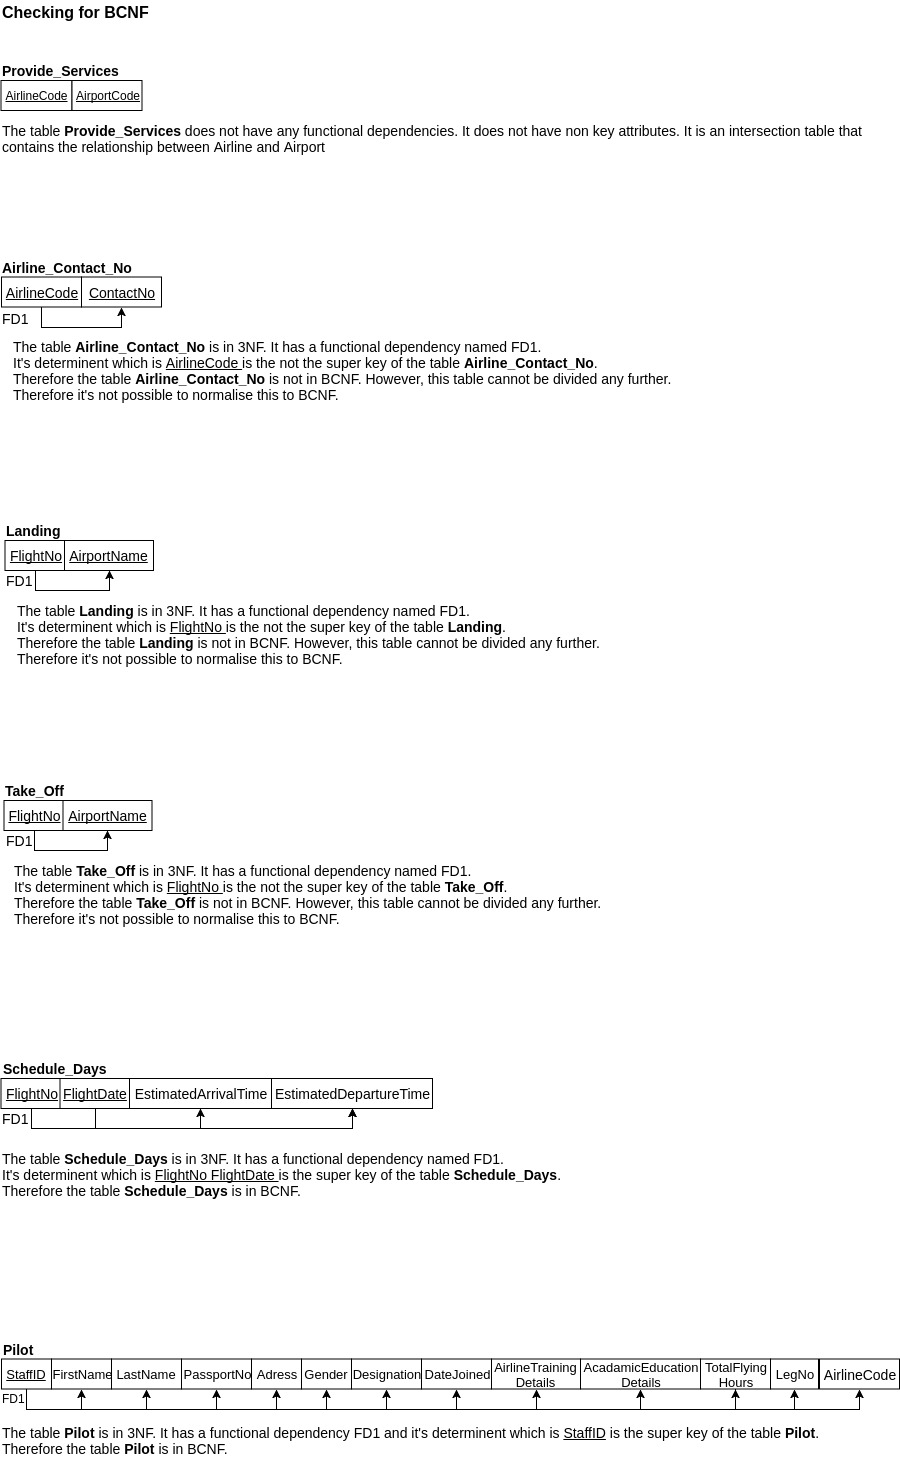 Checking for BCNF
Provide_Services
AirlineCode AirportCode
The table Provide_Services does not have any functional dependencies. It does not have non key attributes. It is an intersection table that
contains the relationship between Airline and Airport
Airline_Contact_No
AirlineCode ContactNo
FD1
The table Airline_Contact_No is in 3NF. It has a functional dependency named FD1.
It's determinent which is AirlineCode is the not the super key of the table Airline_Contact_No.
Therefore the table Airline_Contact_No is not in BCNF. However, this table cannot be divided any further.
Therefore it's not possible to normalise this to BCNF.
Landing
FlightNo AirportName
FD1
The table Landing is in 3NF. It has a functional dependency named FD1.
It's determinent which is FlightNo is the not the super key of the table Landing.
Therefore the table Landing is not in BCNF. However, this table cannot be divided any further.
Therefore it's not possible to normalise this to BCNF.
Take_Off
FlightNo AirportName
FD1
The table Take_Off is in 3NF. It has a functional dependency named FD1.
It's determinent which is FlightNo is the not the super key of the table Take_Off.
Therefore the table Take_Off is not in BCNF. However, this table cannot be divided any further.
Therefore it's not possible to normalise this to BCNF.
Schedule_Days
FlightNo FlightDate EstimatedArrivalTime EstimatedDepartureTime
FD1
The table Schedule_Days is in 3NF. It has a functional dependency named FD1.
It's determinent which is FlightNo FlightDate is the super key of the table Schedule_Days.
Therefore the table Schedule_Days is in BCNF.
Pilot
StaffID FirstName LastName PassportNo Adress Gender Designation DateJoined AirlineTraining Details AcadamicEducation Details TotalFlying Hours LegNo AirlineCode
FD1
The table Pilot is in 3NF. It has a functional dependency FD1 and it's determinent which is StaffID is the super key of the table Pilot.
Therefore the table Pilot is in BCNF.